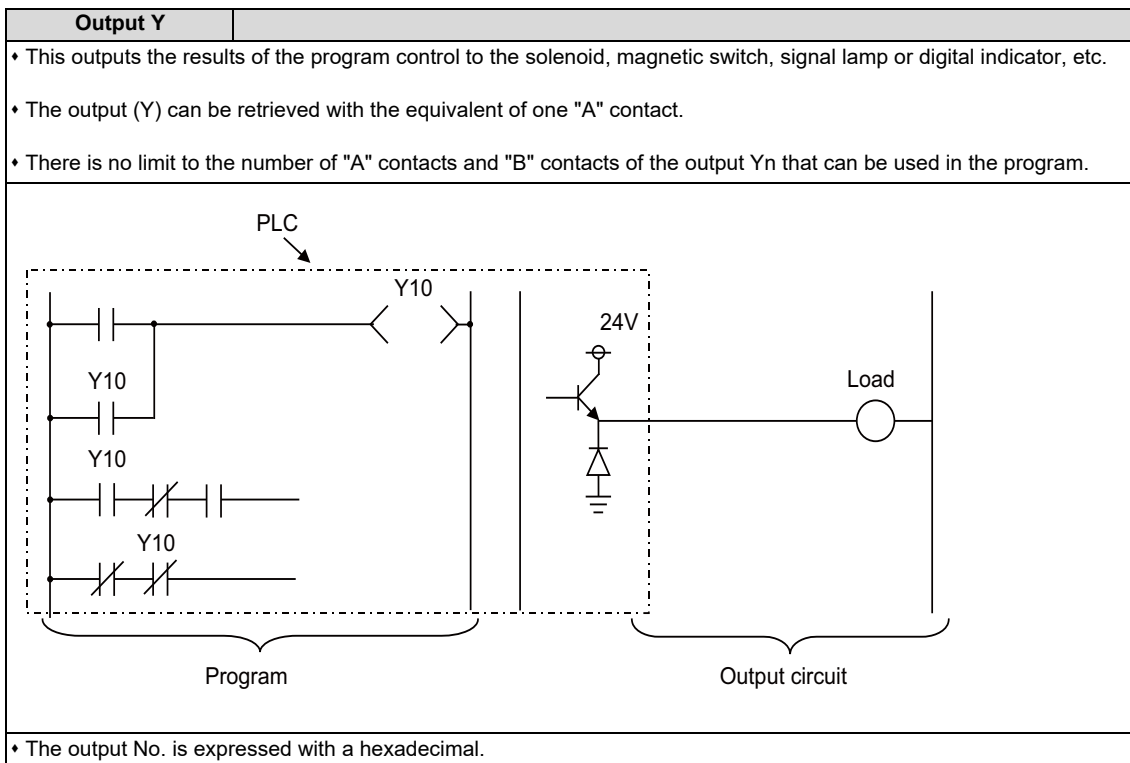 Output Y
♦ This outputs the results of the program control to the solenoid, magnetic switch, signal lamp or digital indicator, etc.
♦ The output (Y) can be retrieved with the equivalent of one "A" contact.
♦ There is no limit to the number of "A" contacts and "B" contacts of the output Yn that can be used in the program.
PLC
Y10
24V
Y10
Load
Y10
Y10
Program
Output circuit
♦ The output No. is expressed with a hexadecimal.